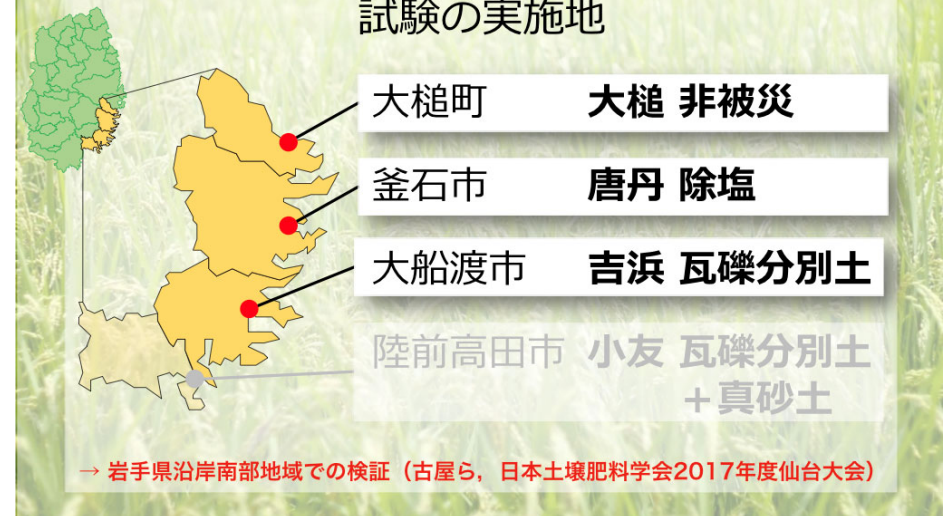 試験の実施地
大槌町 大槌 非被災
釜石市 唐丹 除塩
大船渡市 吉浜 瓦礫分別土
陸前高田市 小友 瓦礫分別土
＋真砂土
→ 岩手県沿岸南部地域での検証（古屋ら，日本土壌肥料学会2017年度仙台大会）